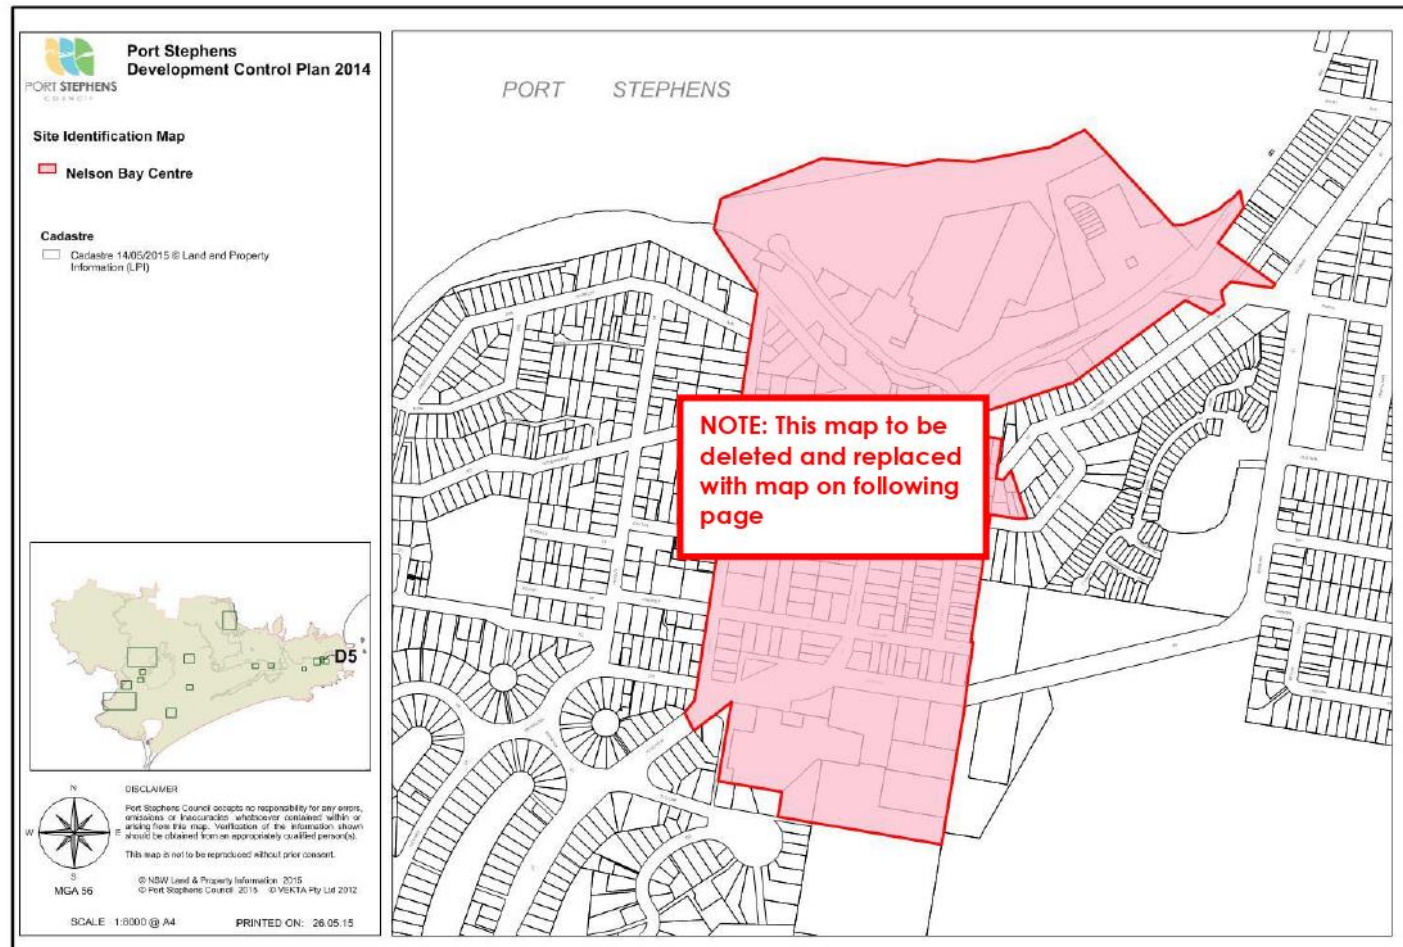 PORT STEPHENS
COUNCIL
Port Stephens
Development Control Plan 2014
Site Identification Map
Nelson Bay Centre
Cadastre
Cadastre 14/05/2015 © Land and Property
Information (LPI)
D5
N
W
E
S
MGA 56
DISCLAIMER
Port Stephens Council accepts no responsibility for any errors,
omissions or inaccuracies whatsoever contained within or
arising from this map. Verification of the information shown
should be obtained from an appropriately qualified person(s).
This map is not to be reproduced without prior consent.
© NSW Land & Property Information 2015
© Port Stephens Council 2015 © VEKTA Pty Ltd 2012
SCALE 1:8000 @ A4
PRINTED ON: 26.05.15
PORT STEPHENS
NOTE: This map to be
deleted and replaced
with map on following
page